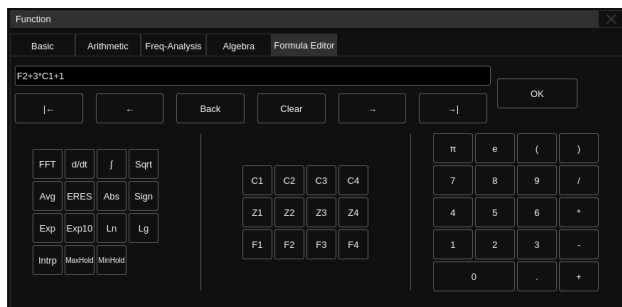 Function
Basic Arithmetic Freq-Analysis Algebra Formula Editor
F2+3*C1+1
OK
|← ← Back Clear → →|
π e ( )
FFT d/dt ∫ Sqrt
C1 C2 C3 C4
7 8 9 /
Avg ERES Abs Sign
Z1 Z2 Z3 Z4
4 5 6 *
Exp Exp10 Ln Lg
F1 F2 F3 F4
1 2 3 -
Intrp MaxHold MinHold
0 . +